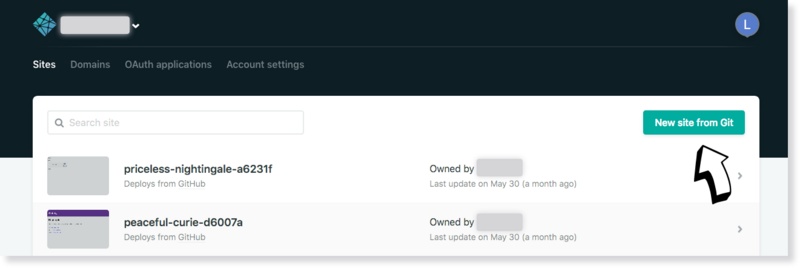 L
Sites Domains OAuth applications Account settings
Search site
New site from Git
priceless-nightingale-a6231f
Deploys from GitHub
Owned by
Last update on May 30 (a month ago)
peaceful-curie-d6007a
Deploys from GitHub
Owned by
Last update on May 30 (a month ago)